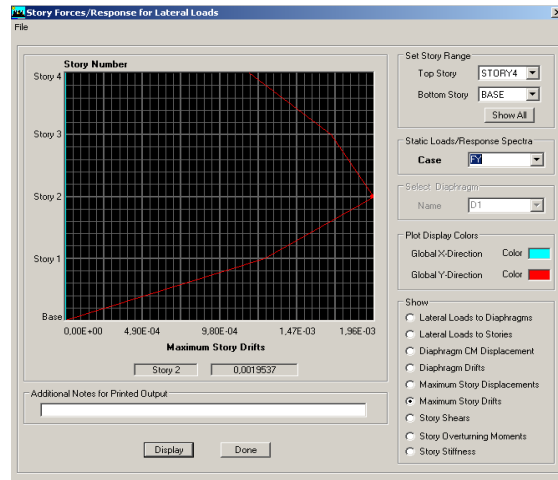 Story Forces/Response for Lateral Loads
File
Story Number
Story 4
Story 3
Story 2
Story 1
Base
0,00E+00 4,90E-04 9,80E-04 1,47E-03 1,96E-03
Maximum Story Drifts
Story 2 0,0019537
Additional Notes for Printed Output
Display Done
Set Story Range
Top Story STORY4
Bottom Story BASE
Show All
Static Loads/Response Spectra
Case FY
Select Diaphragm
Name D1
Plot Display Colors
Global X-Direction Color
Global Y-Direction Color
Show
Lateral Loads to Diaphragms
Lateral Loads to Stories
Diaphragm CM Displacement
Diaphragm Drifts
Maximum Story Displacements
Maximum Story Drifts
Story Shears
Story Overturning Moments
Story Stiffness